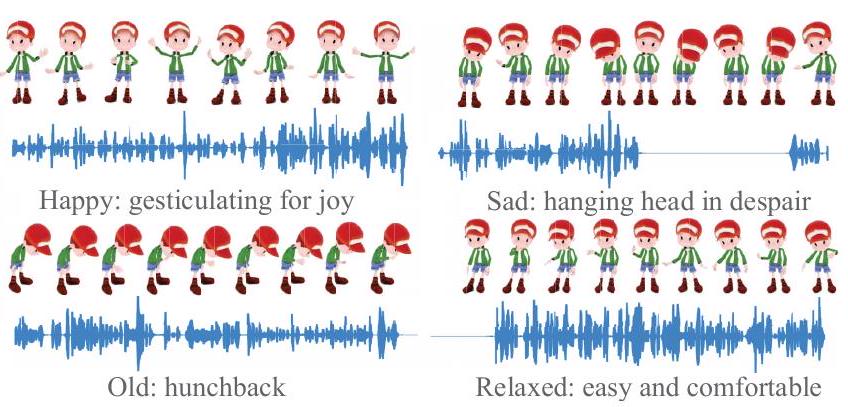 Happy: gesticulating for joy
Sad: hanging head in despair
Old: hunchback
Relaxed: easy and comfortable